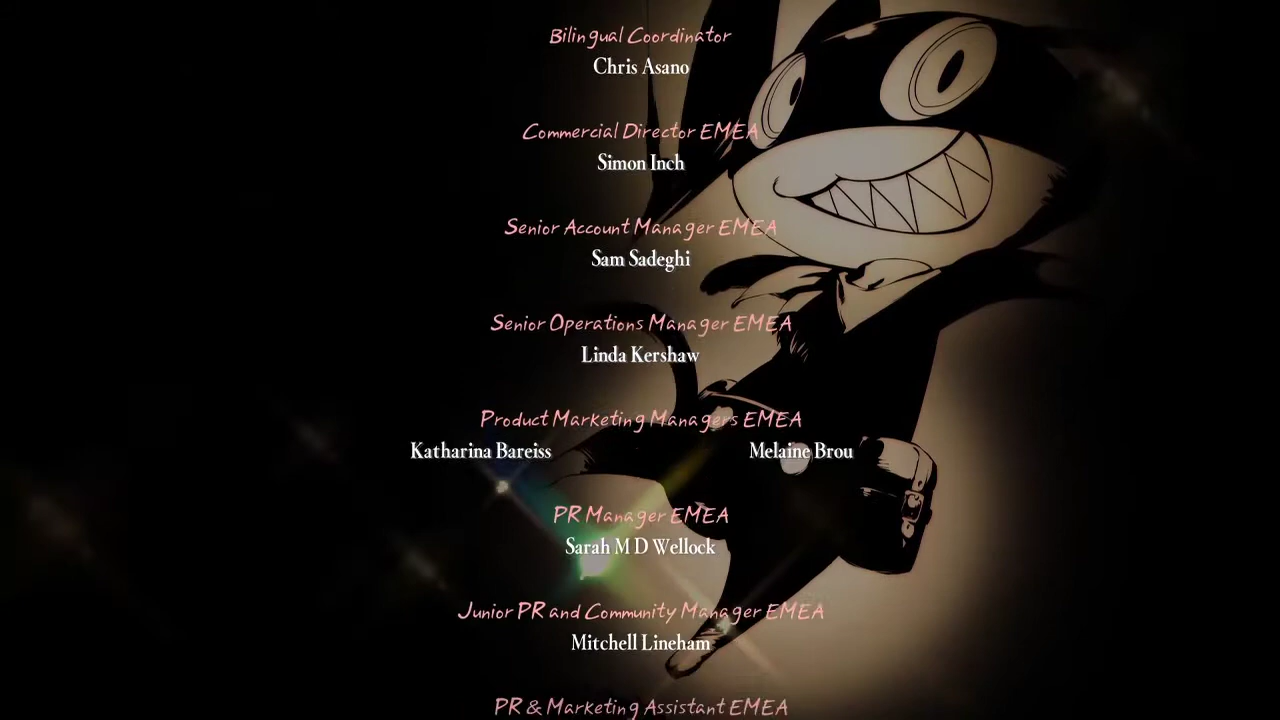 Bilingual Coordinator
Chris Asano
Commercial Director EMEA
Simon Inch
Senior Account Manager EMEA
Sam Sadeghi
Senior Operations Manager EMEA
Linda Kershaw
Product Marketing Managers EMEA
Katharina Bareiss Melaine Brou
PR Manager EMEA
Sarah M D Wellock
Junior PR and Community Manager EMEA
Mitchell Lineham
PR & Marketing Assistant EMEA